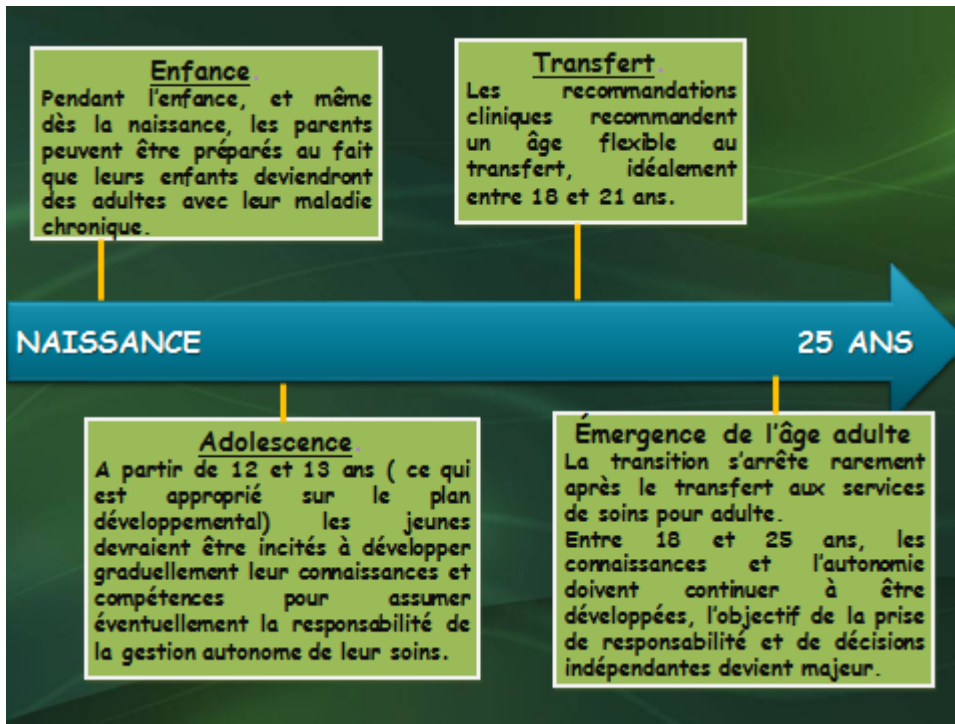 Enfance.
Pendant l'enfance, et même
dès la naissance, les parents
peuvent être préparés au fait
que leurs enfants deviendront
des adultes avec leur maladie
chronique.
Transfert.
Les recommandations
cliniques recommandent
un âge flexible au
transfert, idéalement
entre 18 et 21 ans.
NAISSANCE
25 ANS
Adolescence.
A partir de 12 et 13 ans ( ce qui
est approprié sur le plan
développemental) les jeunes
devraient être incités à développer
graduellement leur connaissances et
compétences pour assumer
éventuellement la responsabilité de
la gestion autonome de leur soins.
Émergence de l'âge adulte
La transition s'arrête rarement
après le transfert aux services
de soins pour adulte.
Entre 18 et 25 ans, les
connaissances et l'autonomie
doivent continuer à être
développées, l'objectif de la prise
de responsabilité et de décisions
indépendantes devient majeur.